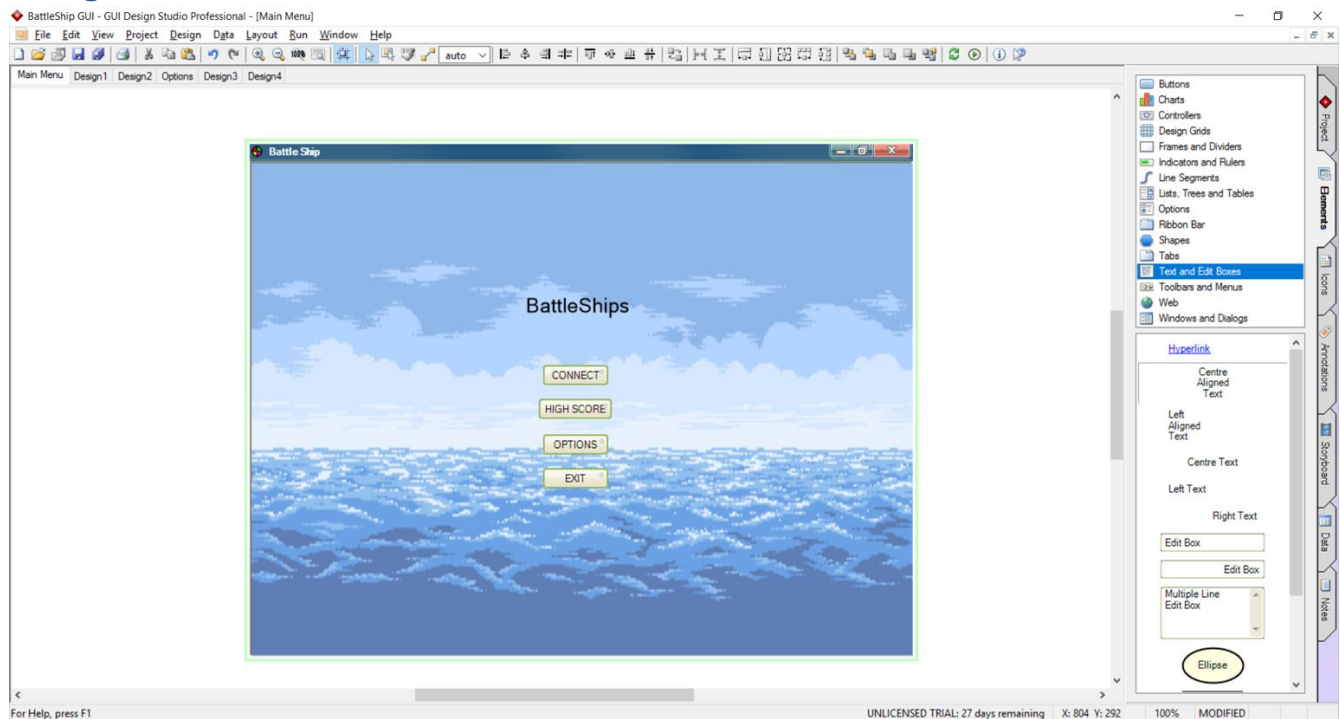 BattleShip GUI - GUI Design Studio Professional - [Main Menu]
File Edit View Project Design Data Layout Run Window Help
auto
Main Menu Design1 Design2 Options Design3 Design4
Battle Ship
BattleShips
CONNECT
HIGH SCORE
OPTIONS
EXIT
Buttons
Charts
Controllers
Design Grids
Frames and Dividers
Indicators and Rulers
Line Segments
Lists, Trees and Tables
Options
Ribbon Bar
Shapes
Tabs
Text and Edit Boxes
Toolbars and Menus
Web
Windows and Dialogs
Hyperlink
Centre
Aligned
Text
Left
Aligned
Text
Centre Text
Left Text
Right Text
Edit Box
Edit Box
Multiple Line
Edit Box
Ellipse
Project
Elements
Icons
Annotations
Storyboard
Data
Notes
For Help, press F1
UNLICENSED TRIAL: 27 days remaining X: 804 Y: 292 100% MODIFIED